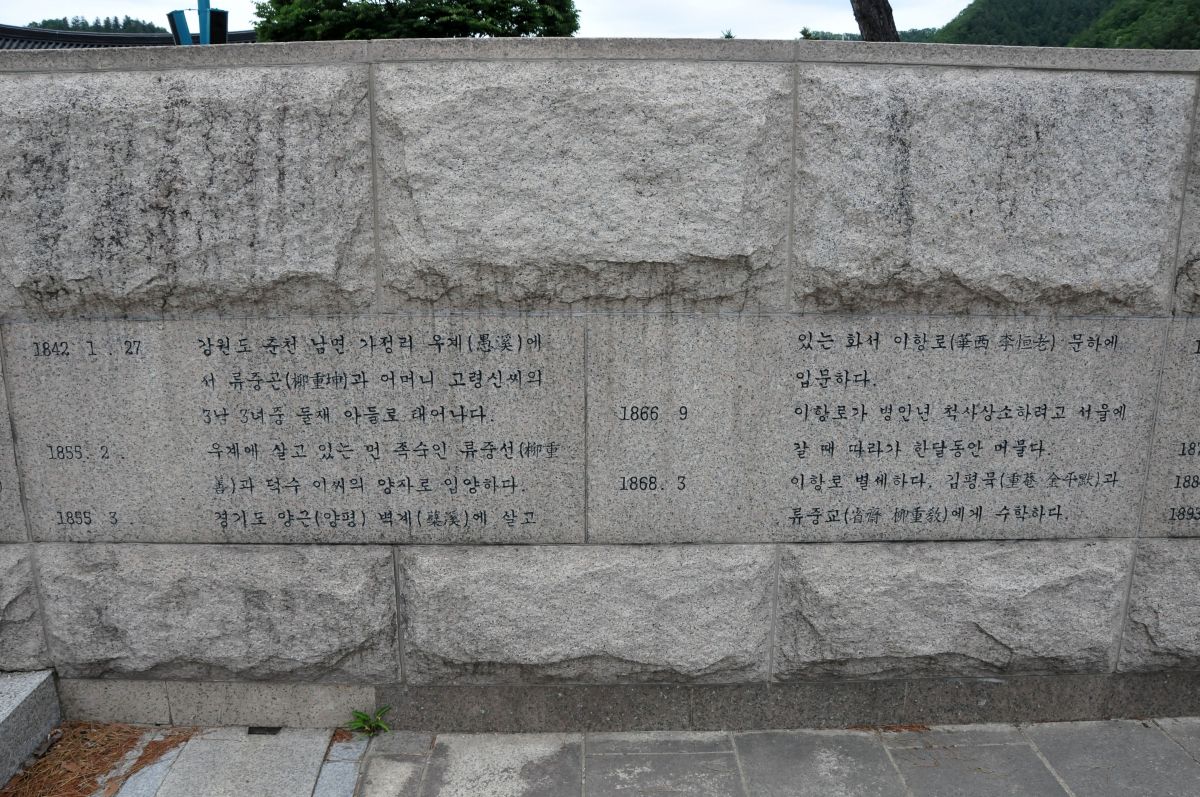 1842 1. 27 강원도 춘천 남면 가정리 우계(愚溪)에
서 류중곤(柳重坤)과 어머니 고령신씨의
3남 3녀중 둘째 아들로 태어나다.
1855. 2. 우계에 살고 있는 먼 족숙인 류중선(柳重
善)과 덕수 이씨의 양자로 입양하다.
1855 3. 경기도 양근(양평) 벽계(蘗溪)에 살고
있는 화서 이항로(華西 李恒老) 문하에
입문하다.
1866 9 이항로가 병인년 척사상소하려고 서울에
갈 때 따라가 한달동안 머물다.
1868. 3 이항로 별세하다. 김평묵(重菴 金平默)과
류중교(省齋 柳重敎)에게 수학하다.
1893